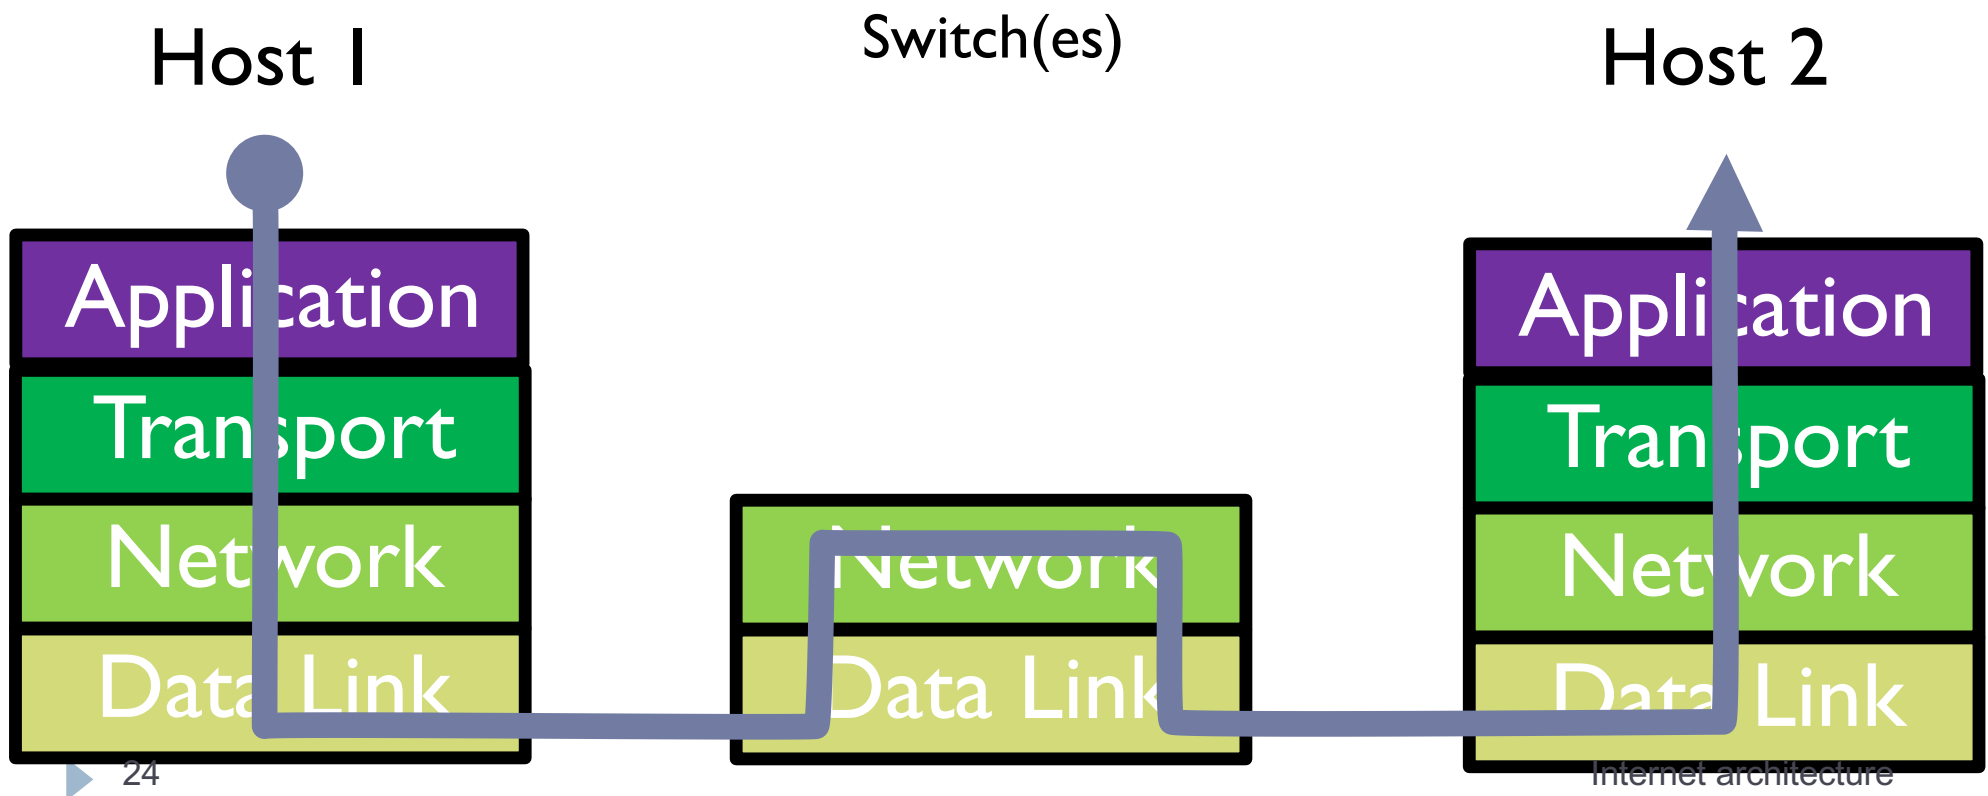 Host 1
Switch(es)
Host 2
Application
Transport
Network
Data Link
Network
Data Link
Application
Transport
Network
Data Link
24
Internet architecture